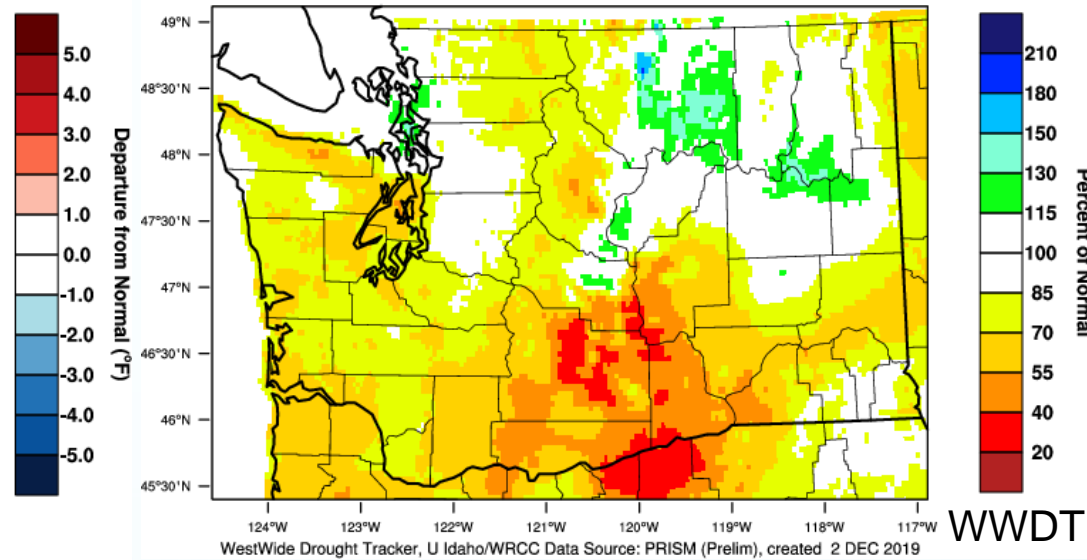 5.0
4.0
3.0
2.0
1.0
0.0
-1.0
-2.0
-3.0
-4.0
-5.0
Departure from Normal (°F)
49°N
48°30'N
48°N
47°30'N
47°N
46°30'N
46°N
45°30'N
124°W 123°W 122°W 121°W 120°W 119°W 118°W 117°W
WestWide Drought Tracker, U Idaho/WRCC Data Source: PRISM (Prelim), created 2 DEC 2019
210
180
150
130
115
100
85
70
55
40
20
Percent of Normal
WWDT